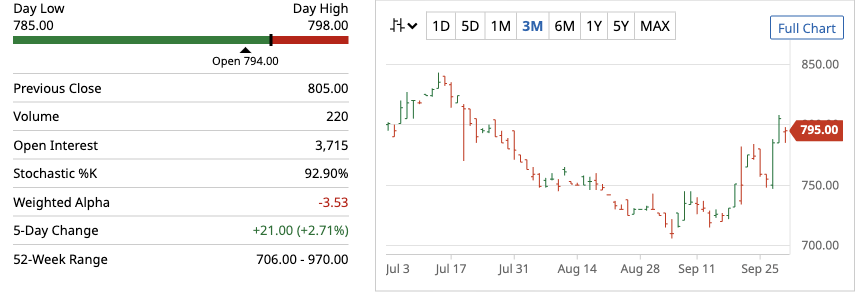 Day Low Day High
785.00 798.00
Open 794.00
Previous Close 805.00
Volume 220
Open Interest 3,715
Stochastic %K 92.90%
Weighted Alpha -3.53
5-Day Change +21.00 (+2.71%)
52-Week Range 706.00 - 970.00
1D 5D 1M 3M 6M 1Y 5Y MAX Full Chart
850.00
800.00
795.00
750.00
700.00
Jul 3 Jul 17 Jul 31 Aug 14 Aug 28 Sep 11 Sep 25